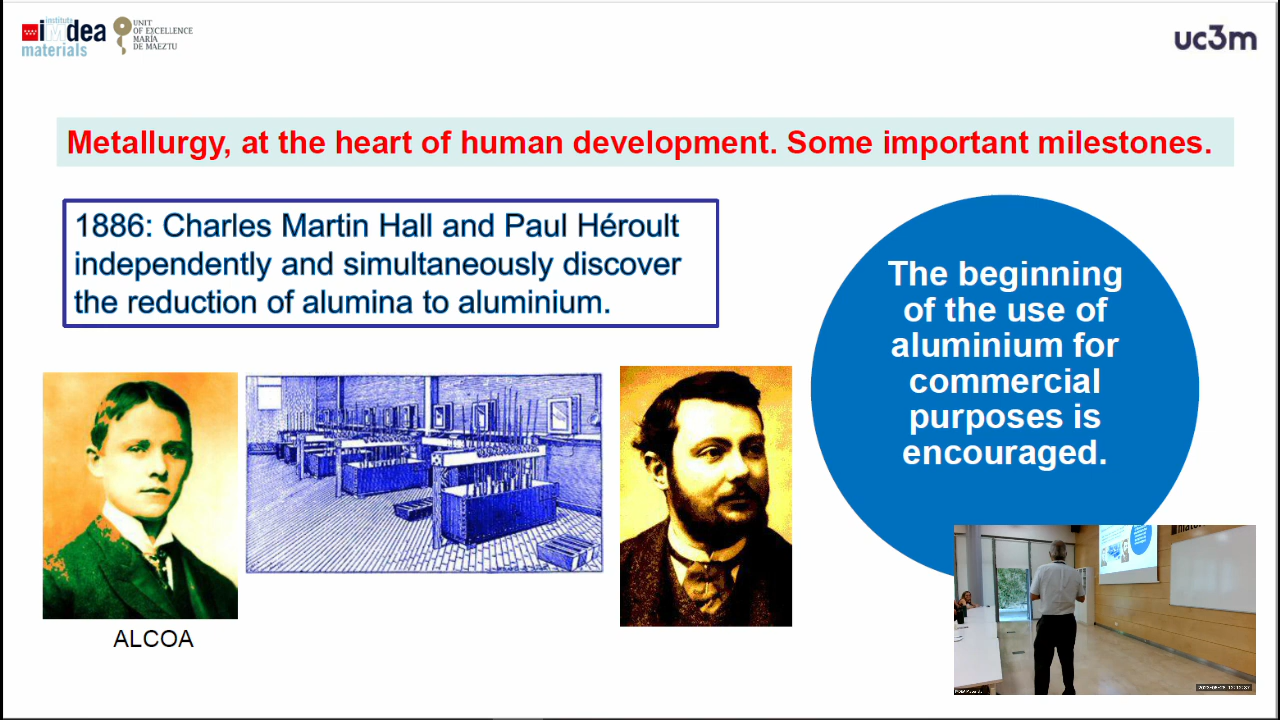 institute
imdea
materials
UNIT
OF EXCELLENCE
MARÍA
DE MAEZTU
uc3m
Metallurgy, at the heart of human development. Some important milestones.
1886: Charles Martin Hall and Paul Héroult
independently and simultaneously discover
the reduction of alumina to aluminium.
The beginning
of the use of
aluminium for
commercial
purposes is
encouraged.
ALCOA